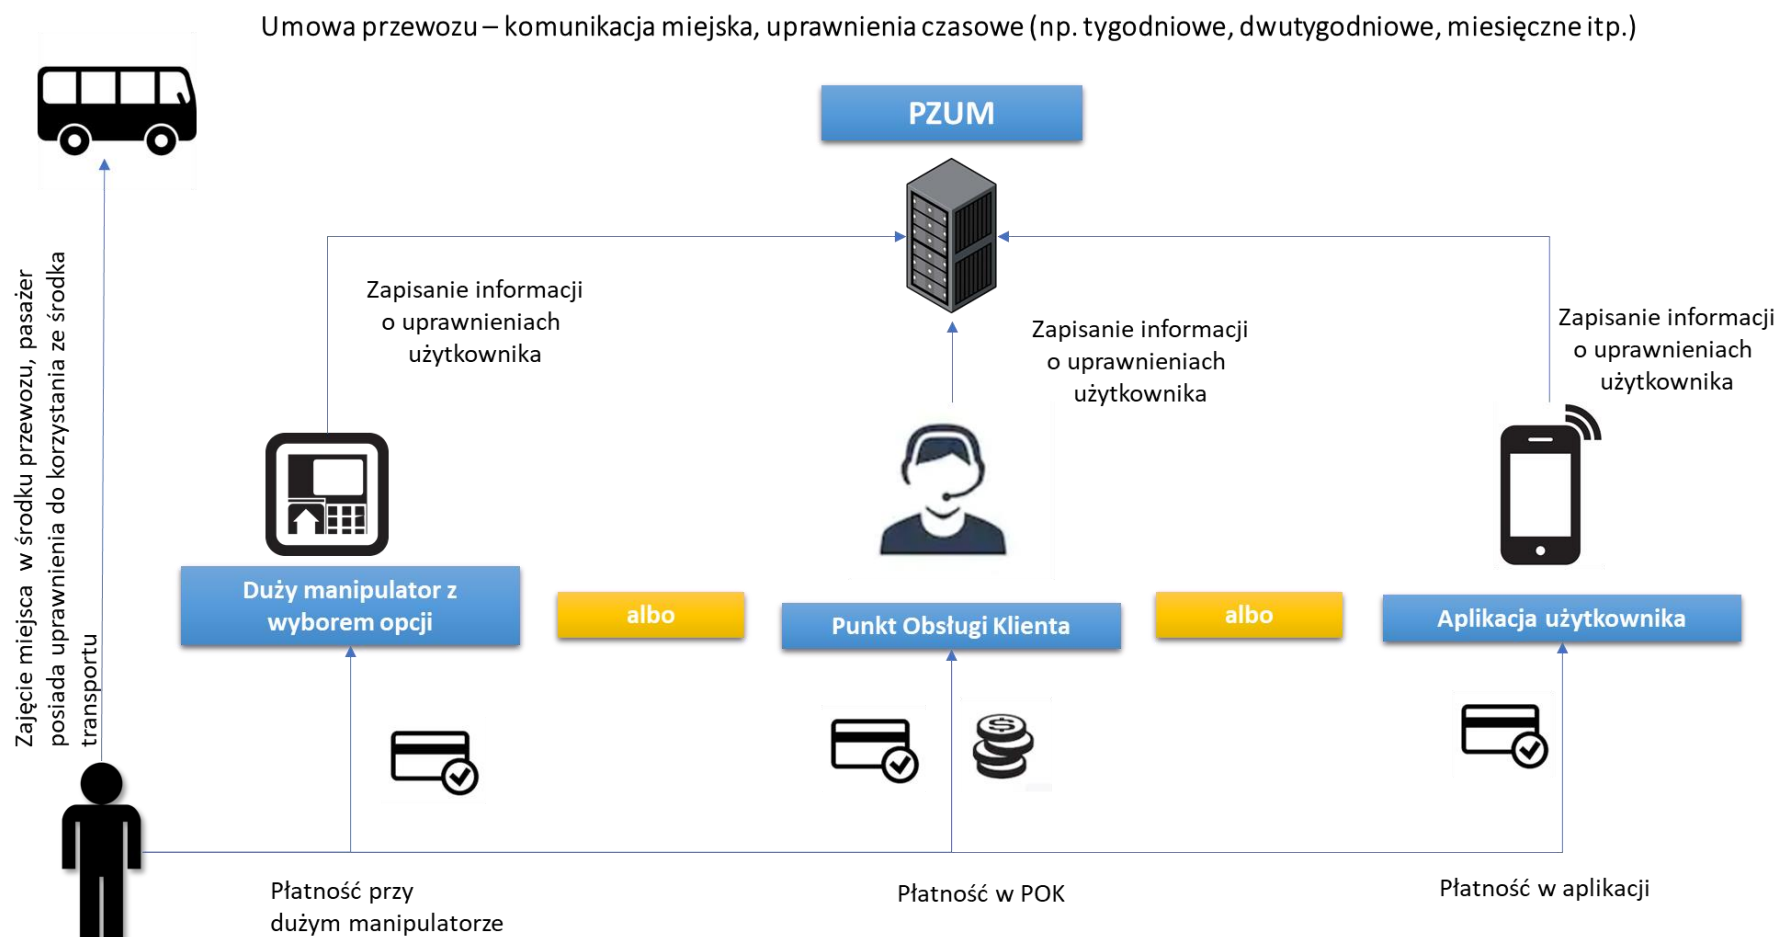 Umowa przewozu – komunikacja miejska, uprawnienia czasowe (np. tygodniowe, dwutygodniowe, miesięczne itp.)
PZUM
Zajęcie miejsca w środku przewozu, pasażer
posiada uprawnienia do korzystania ze środka
transportu
Zapisanie informacji
o uprawnieniach
użytkownika
Zapisanie informacji
o uprawnieniach
użytkownika
Zapisanie informacji
o uprawnieniach
użytkownika
Duży manipulator z
wyborem opcji
albo
Punkt Obsługi Klienta
albo
Aplikacja użytkownika
$
Płatność przy
dużym manipulatorze
Płatność w POK
Płatność w aplikacji